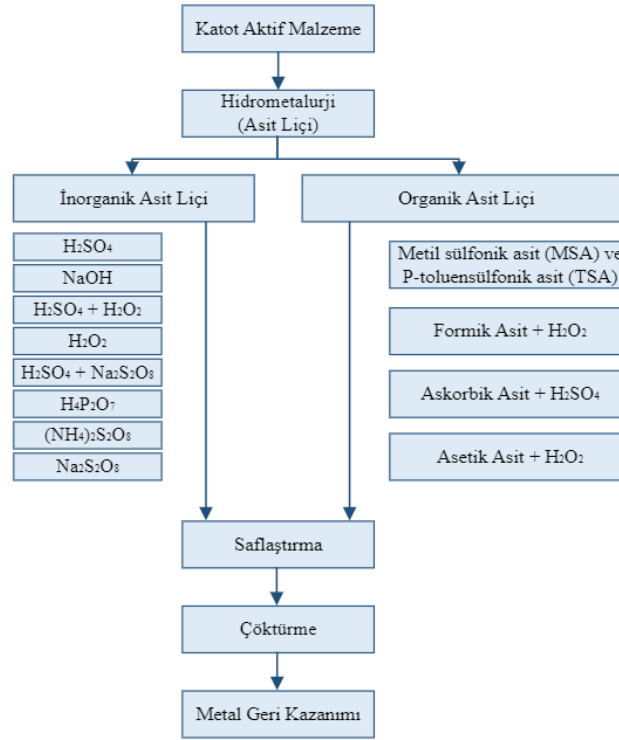 Katot Aktif Malzeme
Hidrometalurji
(Asit Liçi)
İnorganik Asit Liçi
Organik Asit Liçi
H₂SO₄
NaOH
H₂SO₄ + H₂O₂
H₂O₂
H₂SO₄ + Na₂S₂O₈
H₄P₂O₇
(NH₄)₂S₂O₈
Na₂S₂O₈
Metil sülfonik asit (MSA) ve
P-toluensülfonik asit (TSA)
Formik Asit + H₂O₂
Askorbik Asit + H₂SO₄
Asetik Asit + H₂O₂
Saflaştırma
Çöktürme
Metal Geri Kazanımı